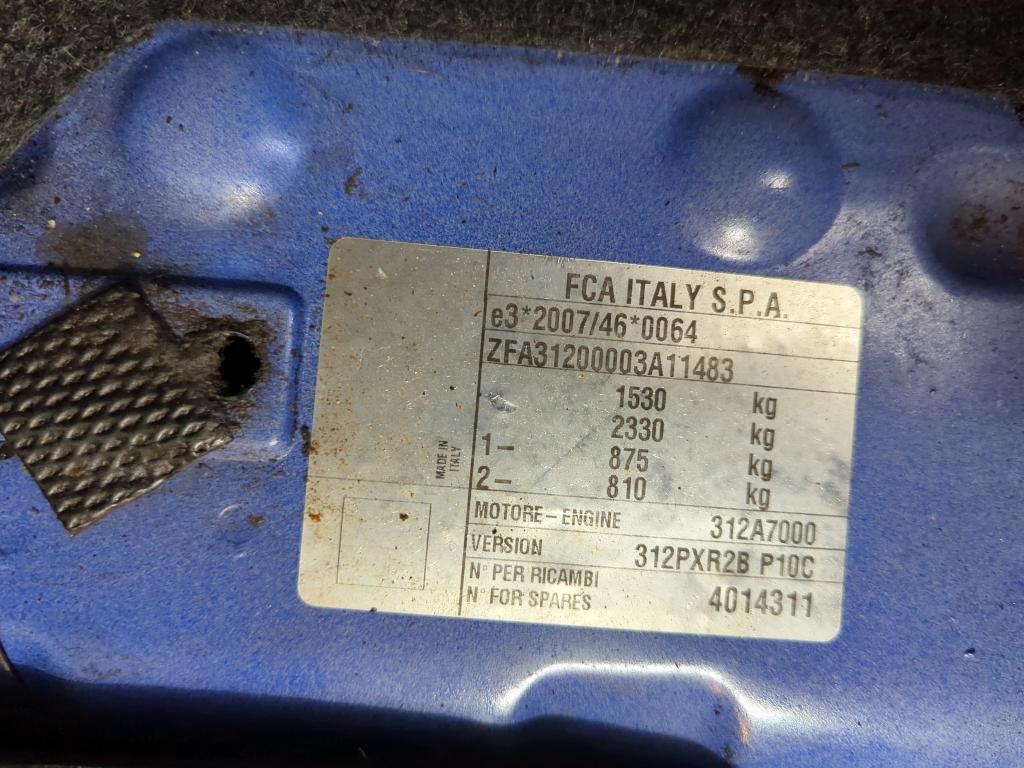 FCA ITALY S.P.A.
e3*2007/46*0064
ZFA31200003A11483
1530 kg
2330 kg
1– 875 kg
2– 810 kg
MADE IN
ITALY
MOTORE – ENGINE 312A7000
VERSION 312PXR2B P10C
N° PER RICAMBI
N° FOR SPARES 4014311